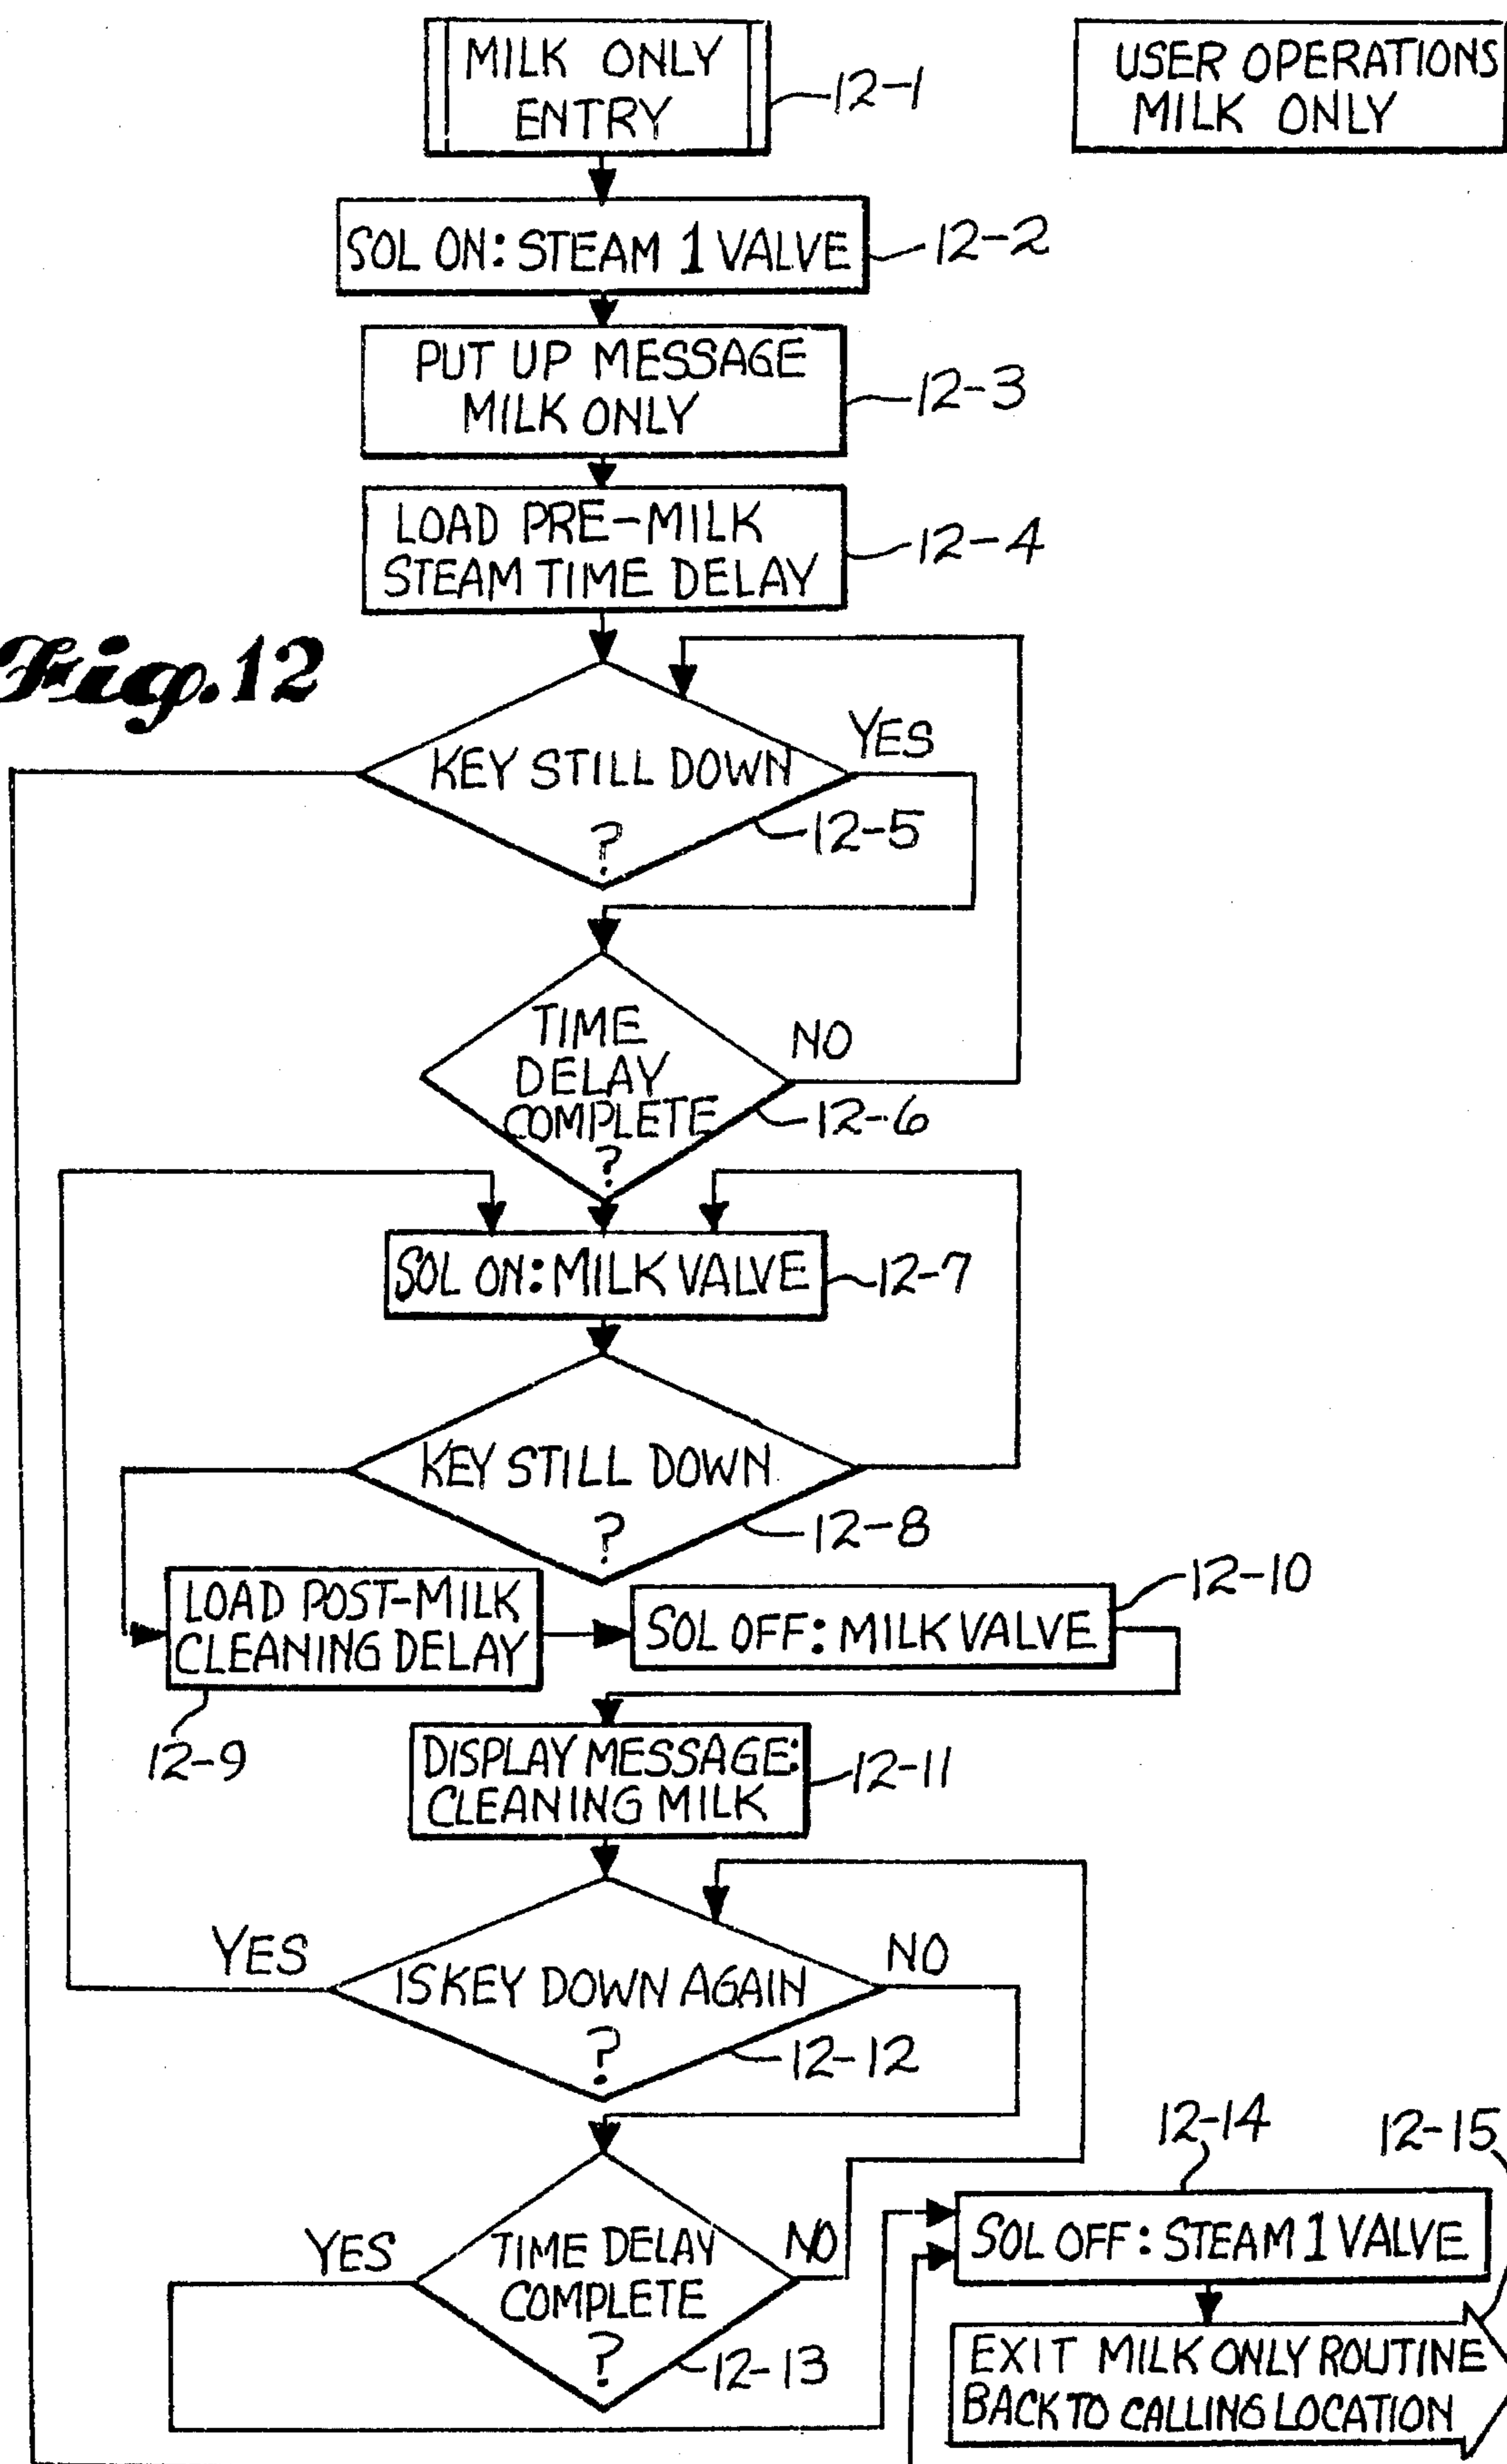 MILK ONLY
ENTRY
12-1
USER OPERATIONS
MILK ONLY
SOL ON: STEAM 1 VALVE
12-2
PUT UP MESSAGE
MILK ONLY
12-3
LOAD PRE-MILK
STEAM TIME DELAY
12-4
Fig. 12
KEY STILL DOWN
?
YES
12-5
TIME
DELAY
COMPLETE
?
NO
12-6
SOL ON: MILK VALVE
12-7
KEY STILL DOWN
?
12-8
LOAD POST-MILK
CLEANING DELAY
12-9
SOL OFF: MILK VALVE
12-10
DISPLAY MESSAGE:
CLEANING MILK
12-11
YES
IS KEY DOWN AGAIN
?
NO
12-12
YES
TIME DELAY
COMPLETE
?
NO
12-13
12-14
SOL OFF: STEAM 1 VALVE
12-15
EXIT MILK ONLY ROUTINE
BACK TO CALLING LOCATION